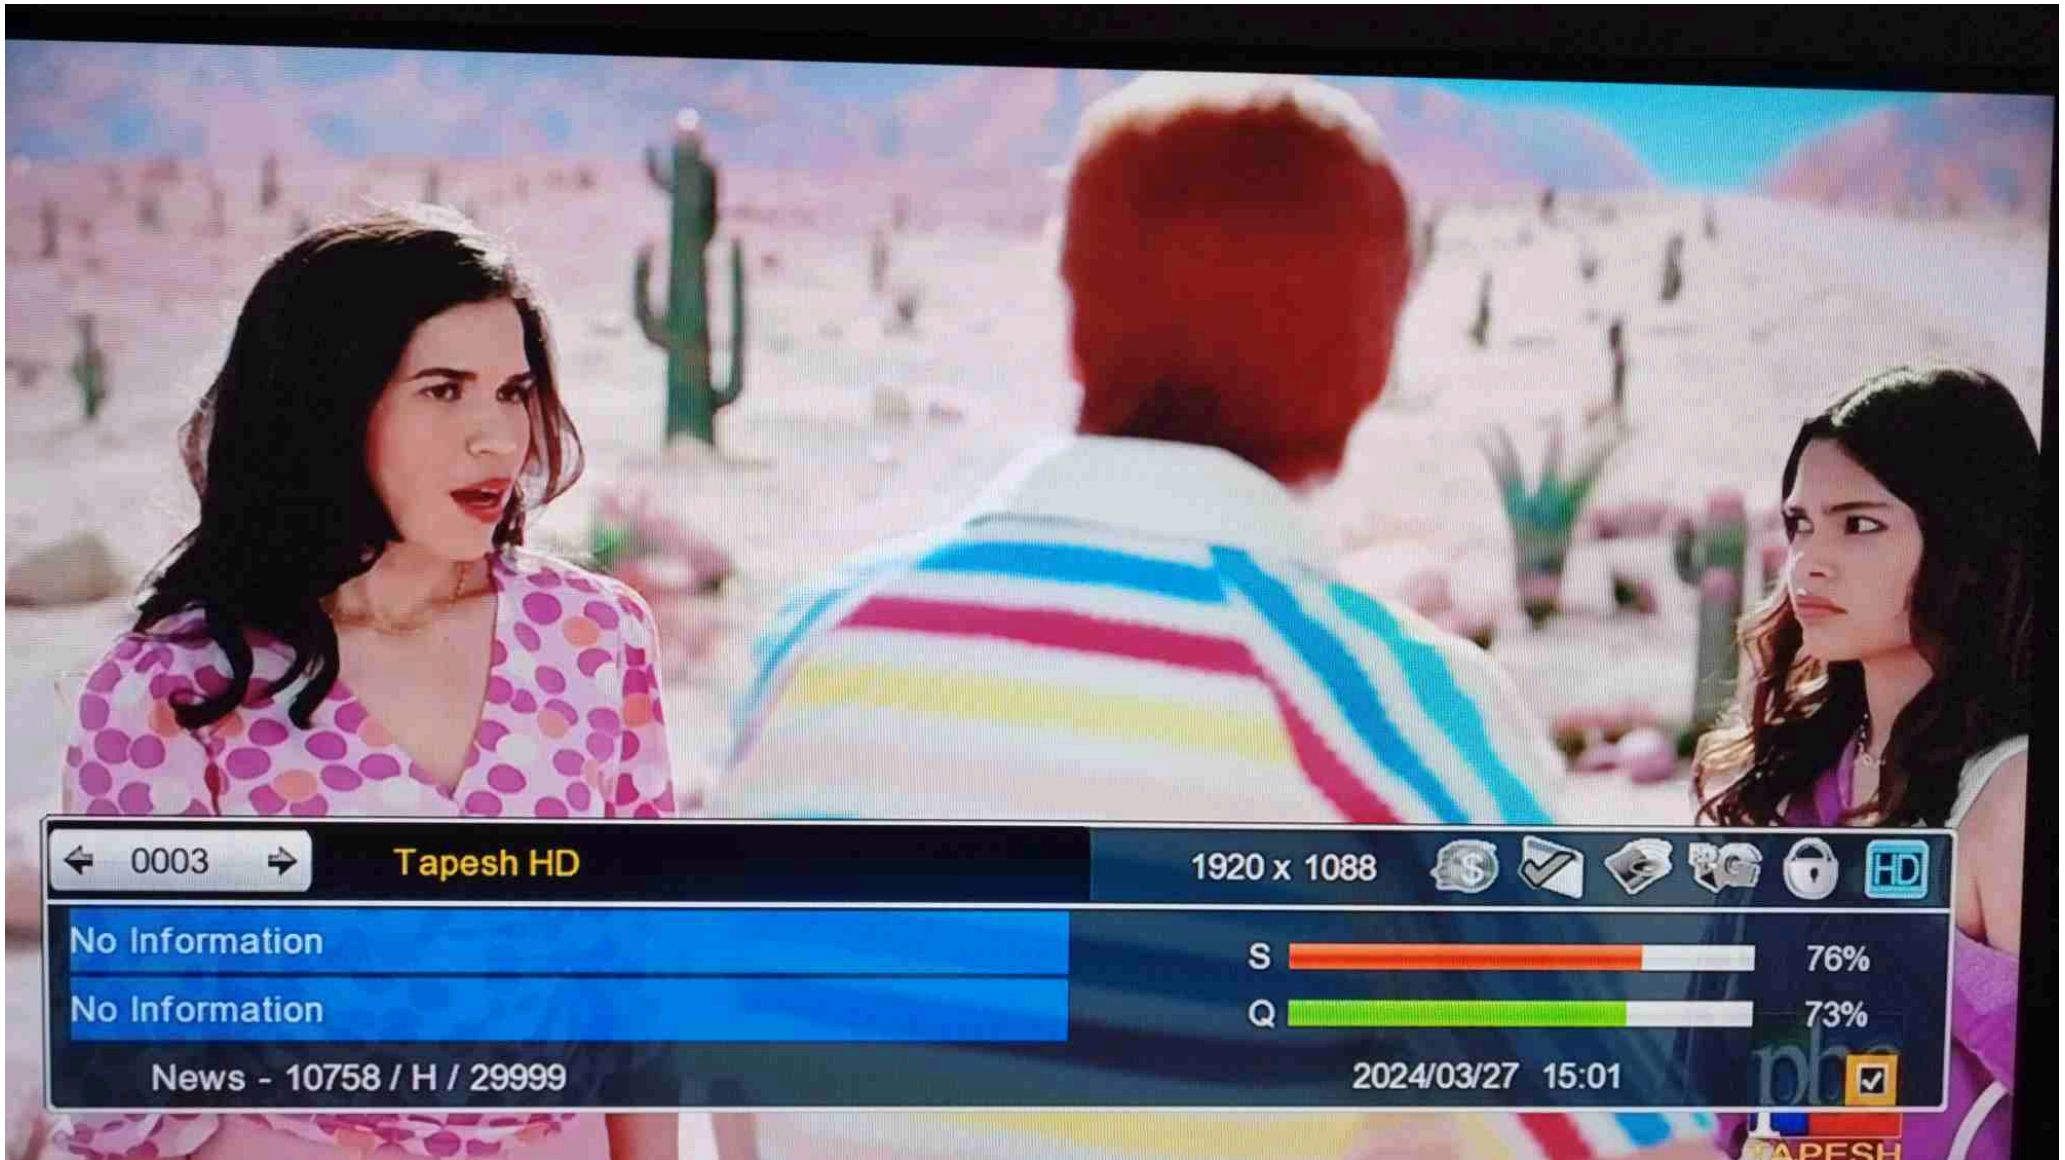 0003
Tapesh HD
1920 x 1088
$
HD
No Information
No Information
S 76%
Q 73%
News - 10758 / H / 29999
2024/03/27 15:01
TAPESH